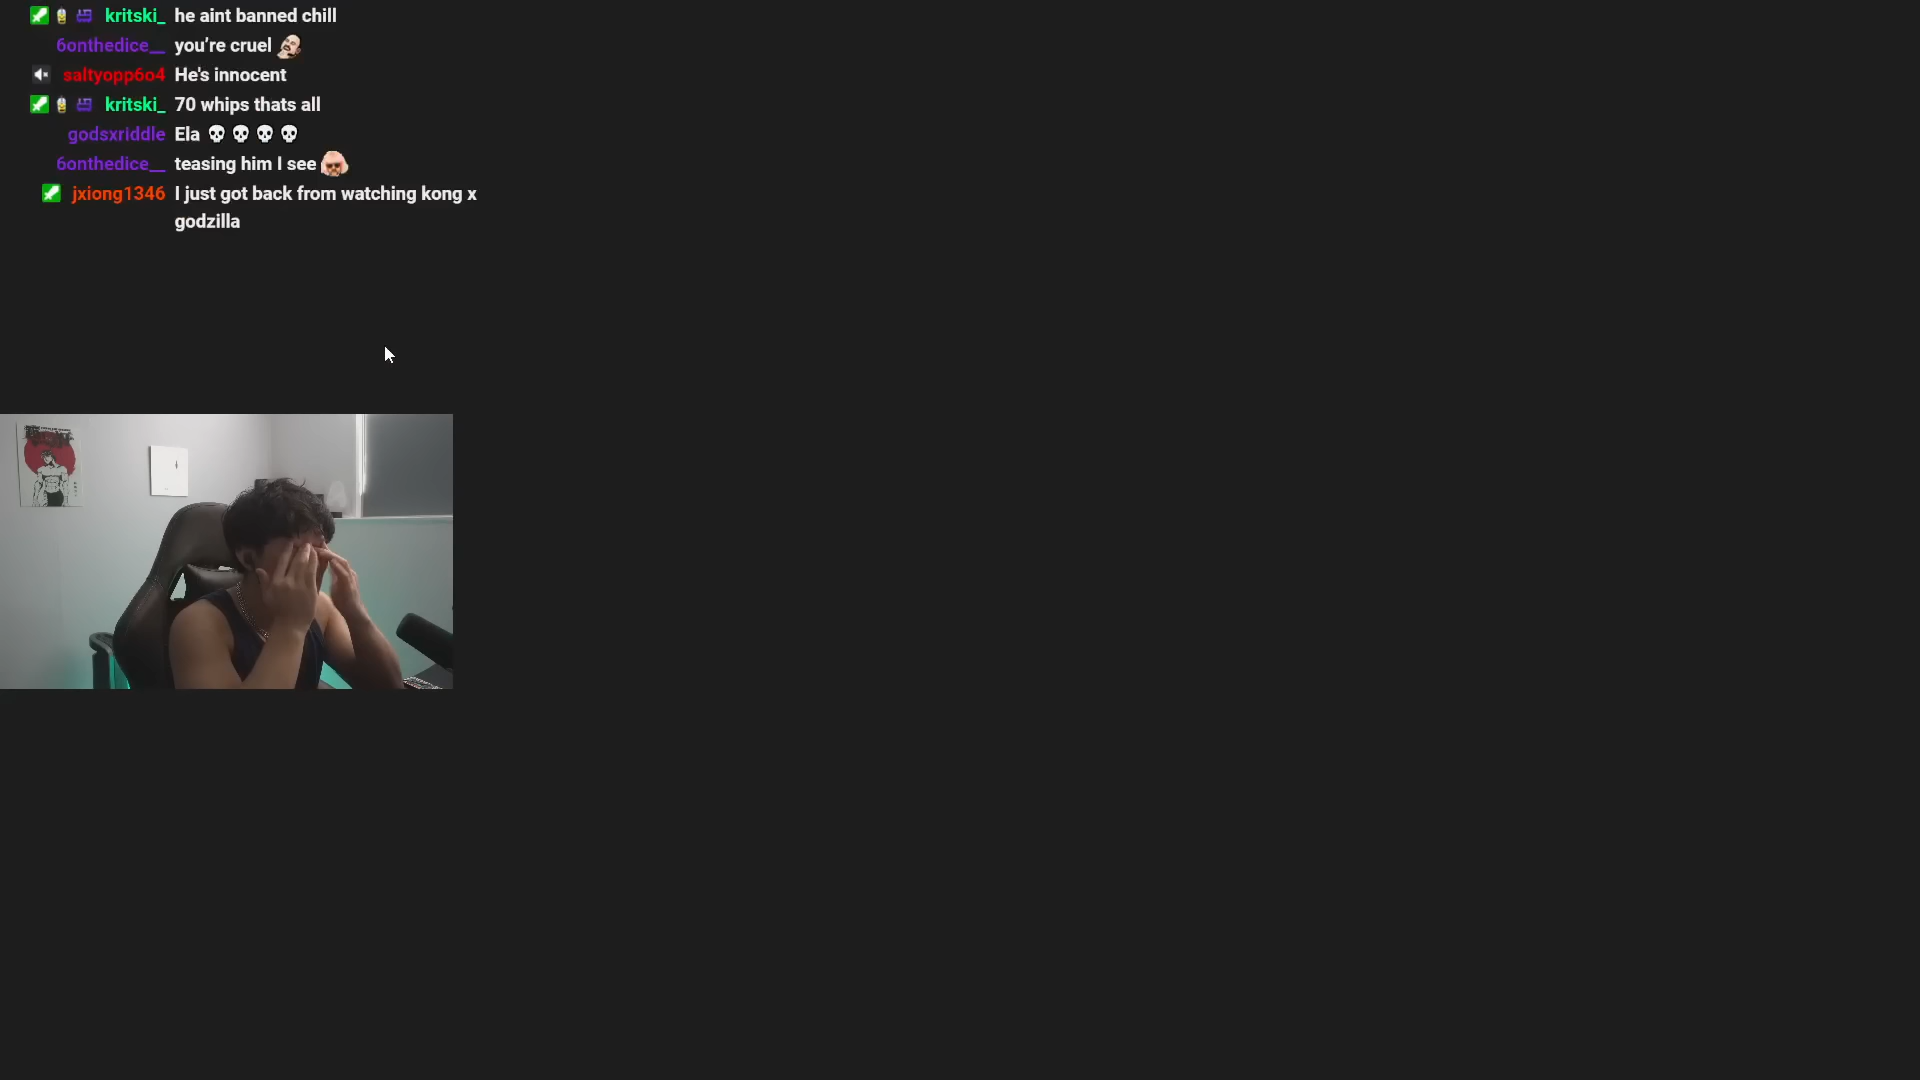 kritski_ he aint banned chill
6onthedice__ you’re cruel
saltyopp6o4 He's innocent
kritski_ 70 whips thats all
godsxriddle Ela 💀 💀 💀 💀
6onthedice__ teasing him I see
jxiong1346 I just got back from watching kong x
godzilla